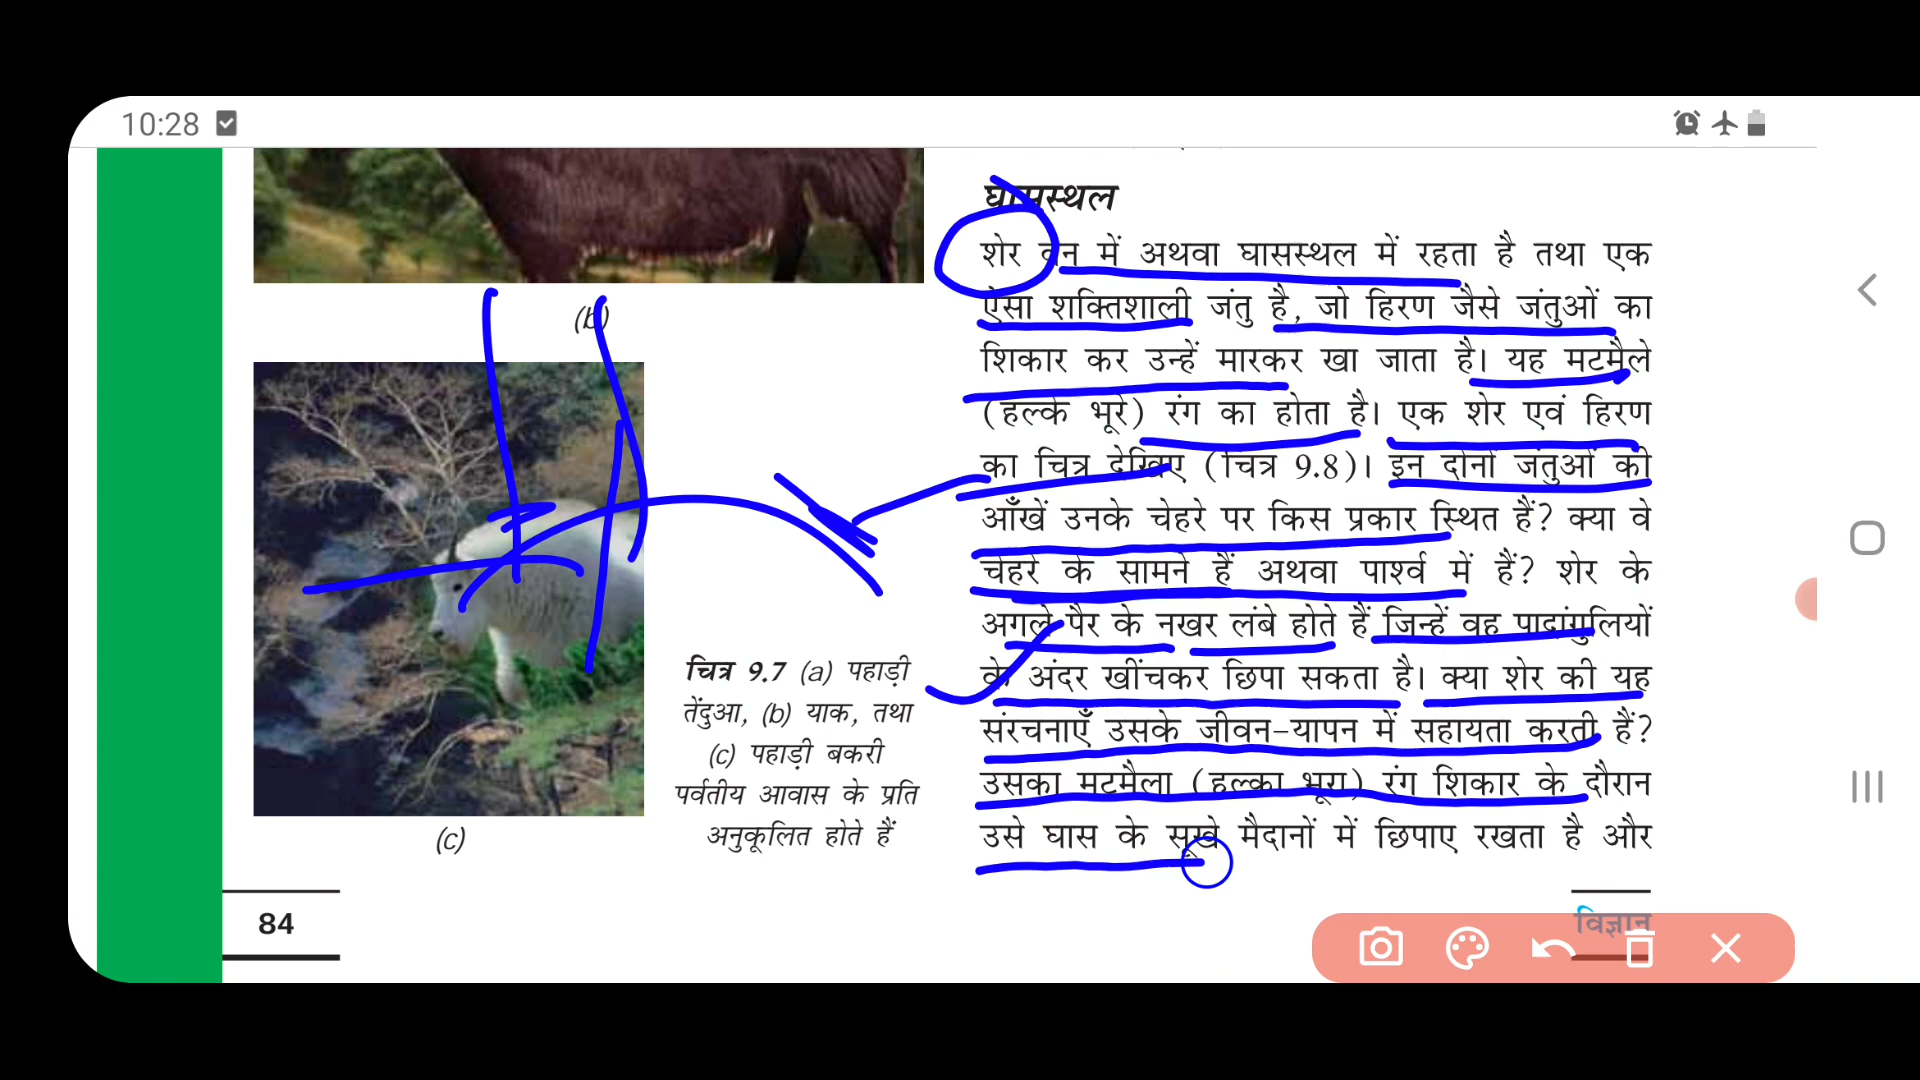 10:28
(b)
(c)
चित्र 9.7 (a) पहाड़ी
तेंदुआ, (b) याक, तथा
(c) पहाड़ी बकरी
पर्वतीय आवास के प्रति
अनुकूलित होते हैं
84
घासस्थल
शेर वन में अथवा घासस्थल में रहता है तथा एक
ऐसा शक्तिशाली जंतु है, जो हिरण जैसे जंतुओं का
शिकार कर उन्हें मारकर खा जाता है। यह मटमैले
(हल्के भूरे) रंग का होता है। एक शेर एवं हिरण
का चित्र देखिए (चित्र 9.8)। इन दोनों जंतुओं की
आँखें उनके चेहरे पर किस प्रकार स्थित हैं? क्या वे
चेहरे के सामने हैं अथवा पार्श्व में हैं? शेर के
अगले पैर के नखर लंबे होते हैं जिन्हें वह पादांगुलियों
के अंदर खींचकर छिपा सकता है। क्या शेर की यह
संरचनाएँ उसके जीवन-यापन में सहायता करती हैं?
उसका मटमैला (हल्का भूरा) रंग शिकार के दौरान
उसे घास के सूखे मैदानों में छिपाए रखता है और
विज्ञान